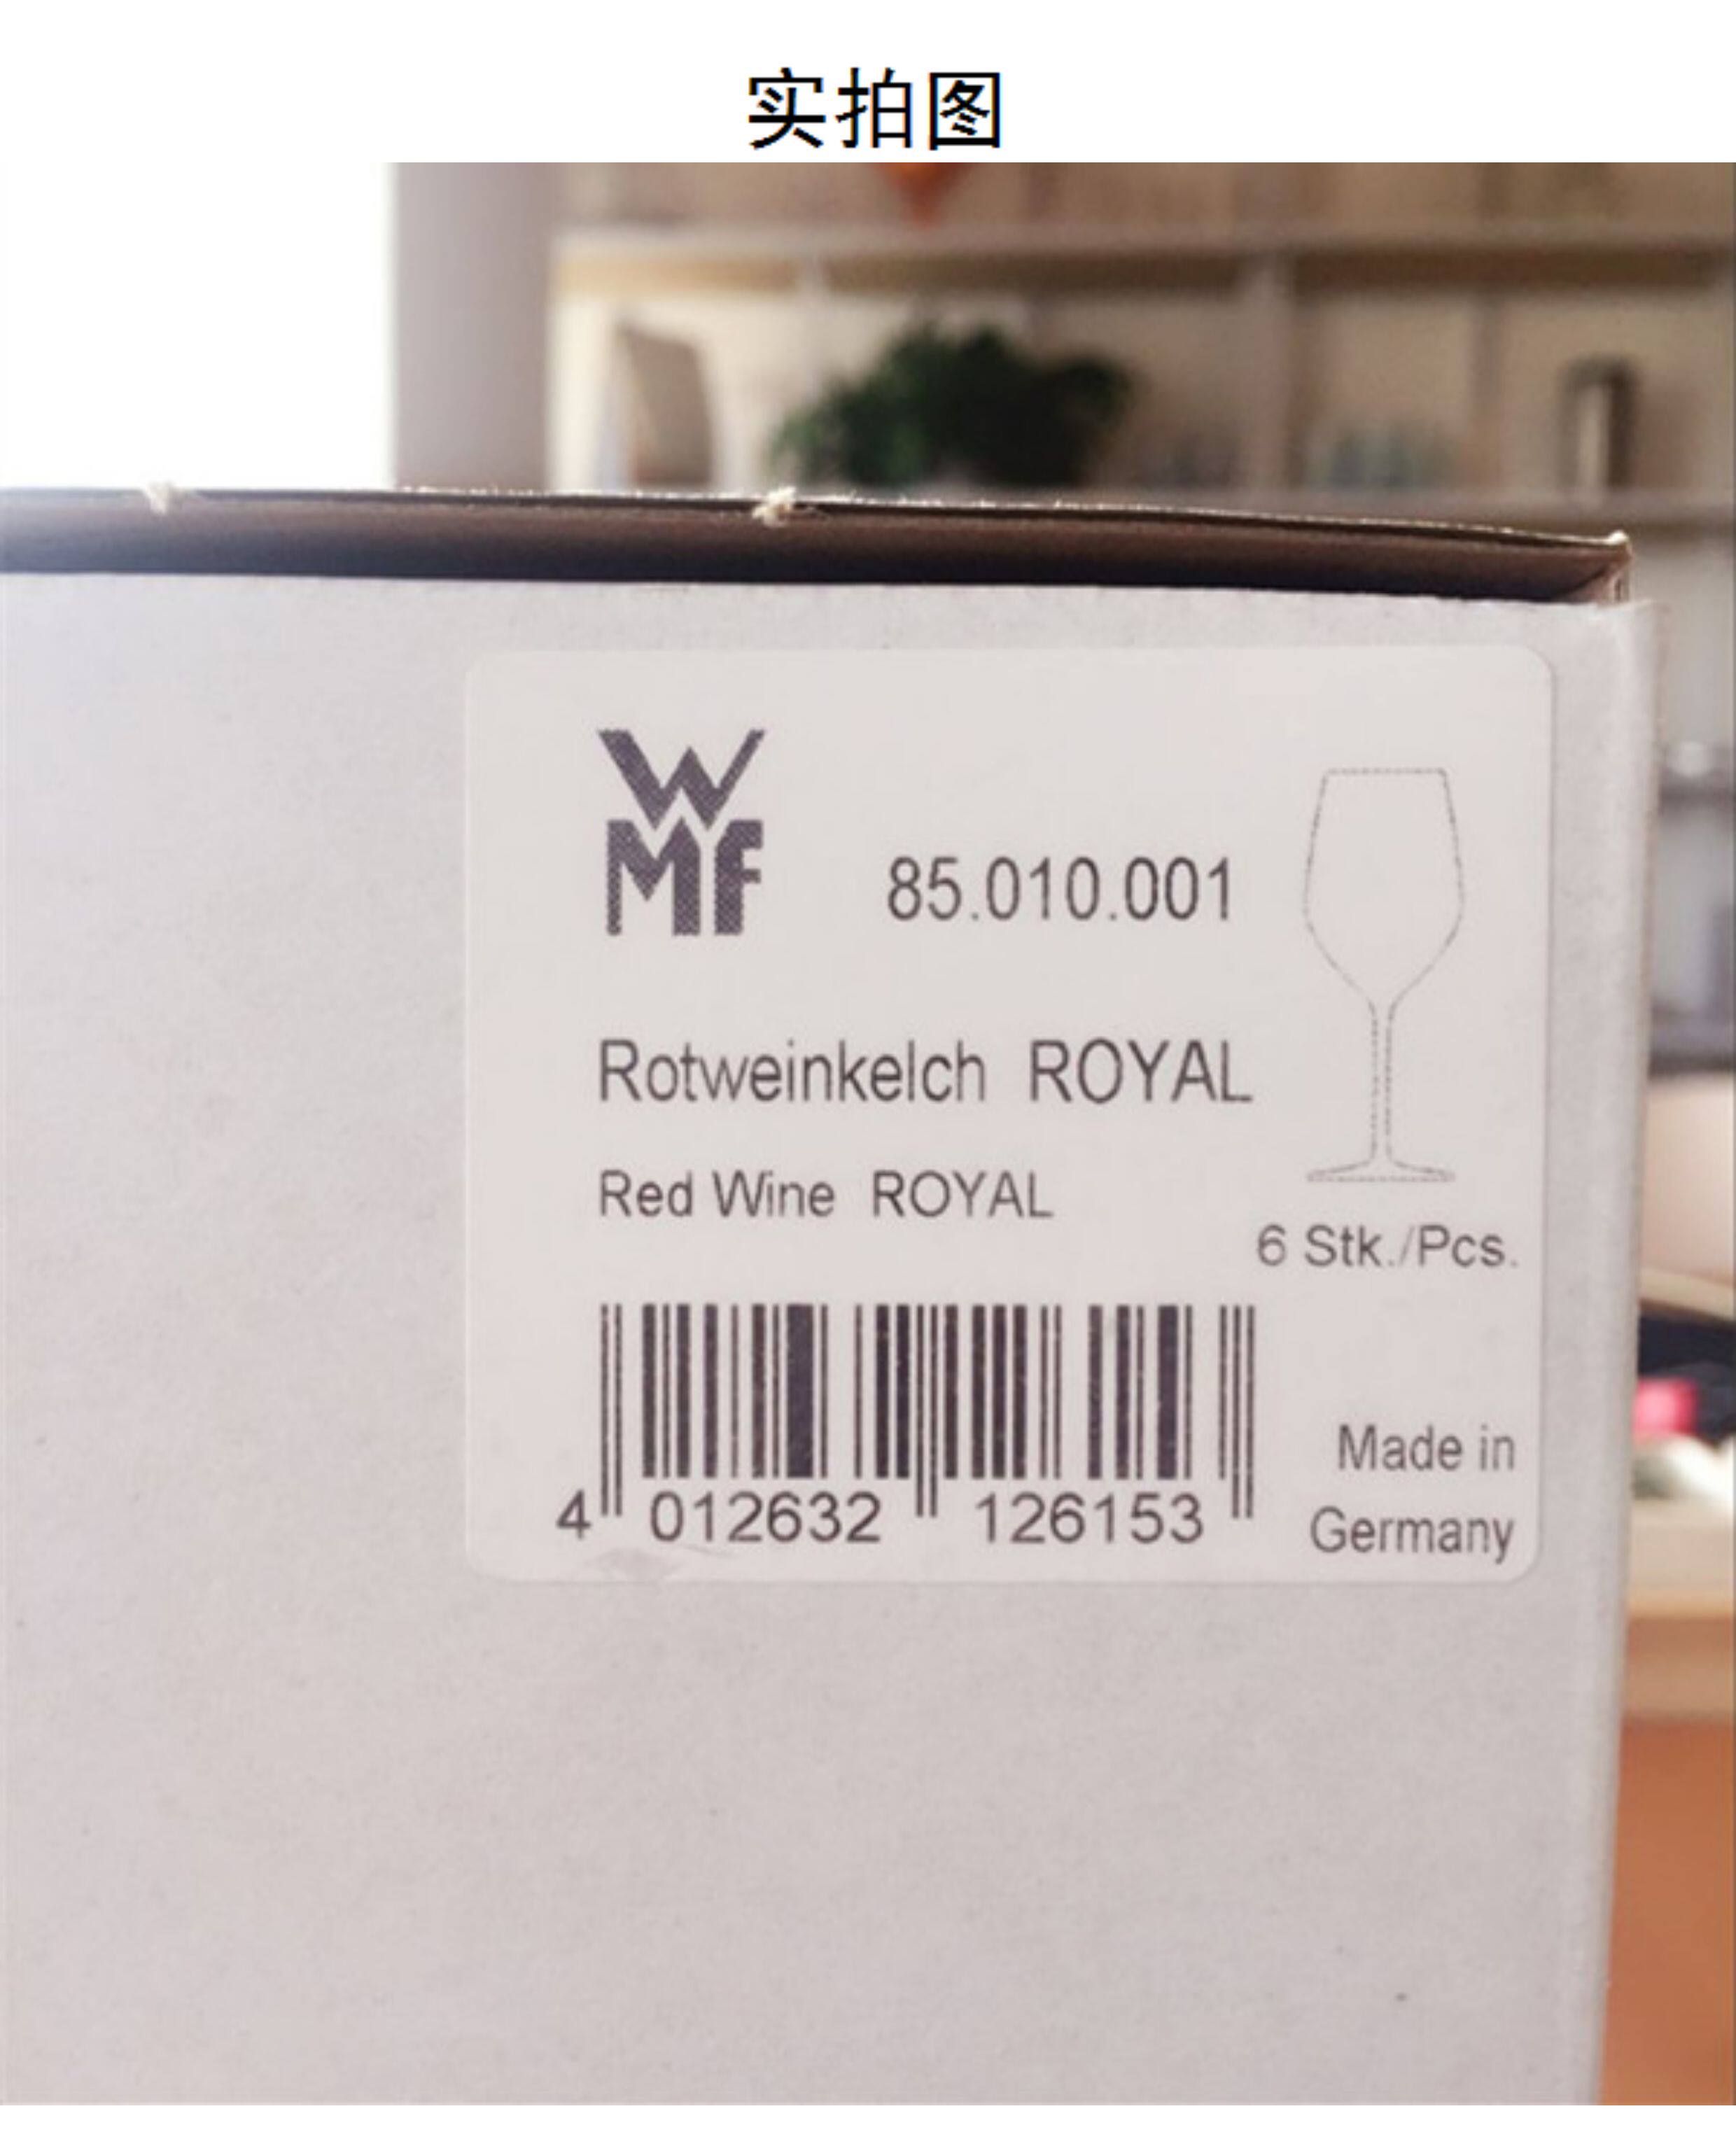 实拍图
WMF
85.010.001
Rotweinkelch ROYAL
Red Wine ROYAL
6 Stk./Pcs.
4 012632 126153
Made in
Germany